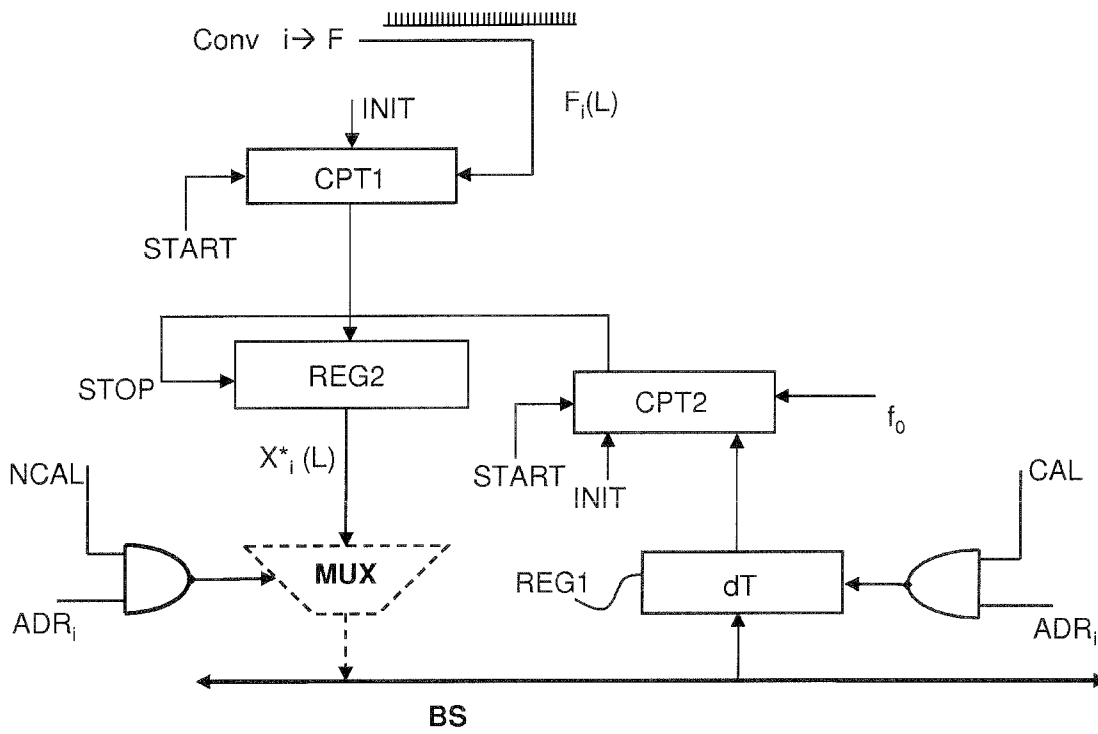 Conv i→ F
INIT
F_i(L)
CPT1
START
REG2
STOP
CPT2
f_0
X*_i (L)
START
INIT
NCAL
CAL
MUX
REG1
dT
ADR_i
ADR_i
BS